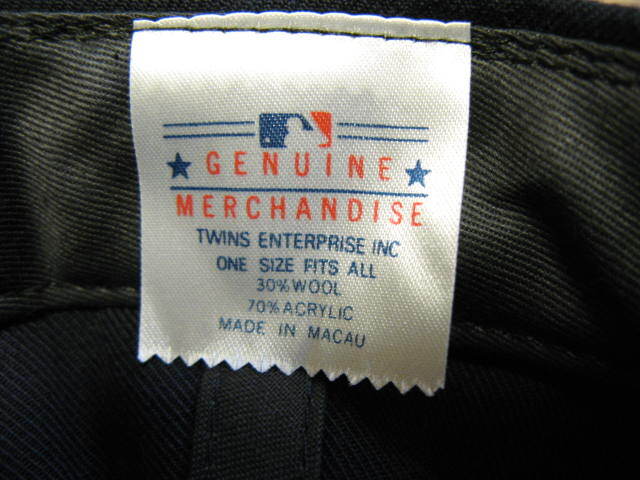 GENUINE
MERCHANDISE
TWINS ENTERPRISE INC
ONE SIZE FITS ALL
30% WOOL
70% ACRYLIC
MADE IN MACAU